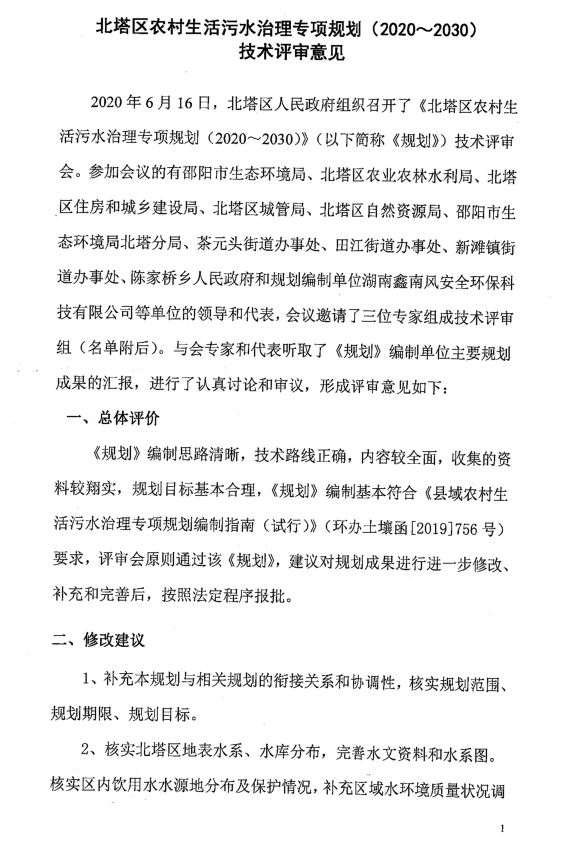 北塔区农村生活污水治理专项规划（2020～2030）
技术评审意见
2020 年 6 月 16 日，北塔区人民政府组织召开了《北塔区农村生
活污水治理专项规划（2020～2030）》（以下简称《规划》）技术评审
会。参加会议的有邵阳市生态环境局、北塔区农业农林水利局、北塔
区住房和城乡建设局、北塔区城管局、北塔区自然资源局、邵阳市生
态环境局北塔分局、茶元头街道办事处、田江街道办事处、新滩镇街
道办事处、陈家桥乡人民政府和规划编制单位湖南鑫南风安全环保科
技有限公司等单位的领导和代表，会议邀请了三位专家组成技术评审
组（名单附后）。与会专家和代表听取了《规划》编制单位主要规划
成果的汇报，进行了认真讨论和审议，形成评审意见如下：
一、总体评价
《规划》编制思路清晰，技术路线正确，内容较全面，收集的资
料较翔实，规划目标基本合理，《规划》编制基本符合《县域农村生
活污水治理专项规划编制指南（试行）》（环办土壤函[2019]756 号）
要求，评审会原则通过该《规划》，建议对规划成果进行进一步修改、
补充和完善后，按照法定程序报批。
二、修改建议
1、补充本规划与相关规划的衔接关系和协调性，核实规划范围、
规划期限、规划目标。
2、核实北塔区地表水系、水库分布，完善水文资料和水系图。
核实区内饮用水水源地分布及保护情况，补充区域水环境质量状况调
1